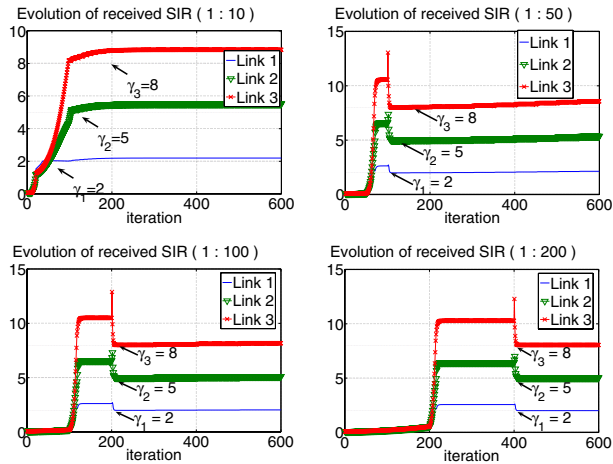 Evolution of received SIR ( 1 : 10 )
10
8
6
4
2
0
0 200 400 600
iteration
γ3=8
γ2=5
γ1=2
Link 1
Link 2
Link 3
Evolution of received SIR ( 1 : 50 )
15
10
5
0
0 200 400 600
iteration
γ3 = 8
γ2 = 5
γ1 = 2
Link 1
Link 2
Link 3
Evolution of received SIR ( 1 : 100 )
15
10
5
0
0 200 400 600
iteration
γ3 = 8
γ2 = 5
γ1 = 2
Link 1
Link 2
Link 3
Evolution of received SIR ( 1 : 200 )
15
10
5
0
0 200 400 600
iteration
γ3 = 8
γ2 = 5
γ1 = 2
Link 1
Link 2
Link 3